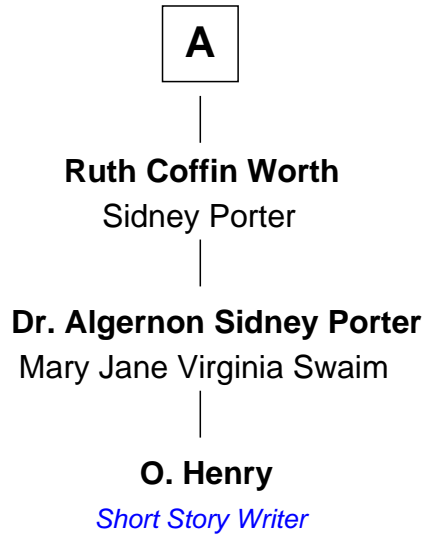 A
Ruth Coffin Worth
Sidney Porter
Dr. Algernon Sidney Porter
Mary Jane Virginia Swaim
O. Henry
Short Story Writer